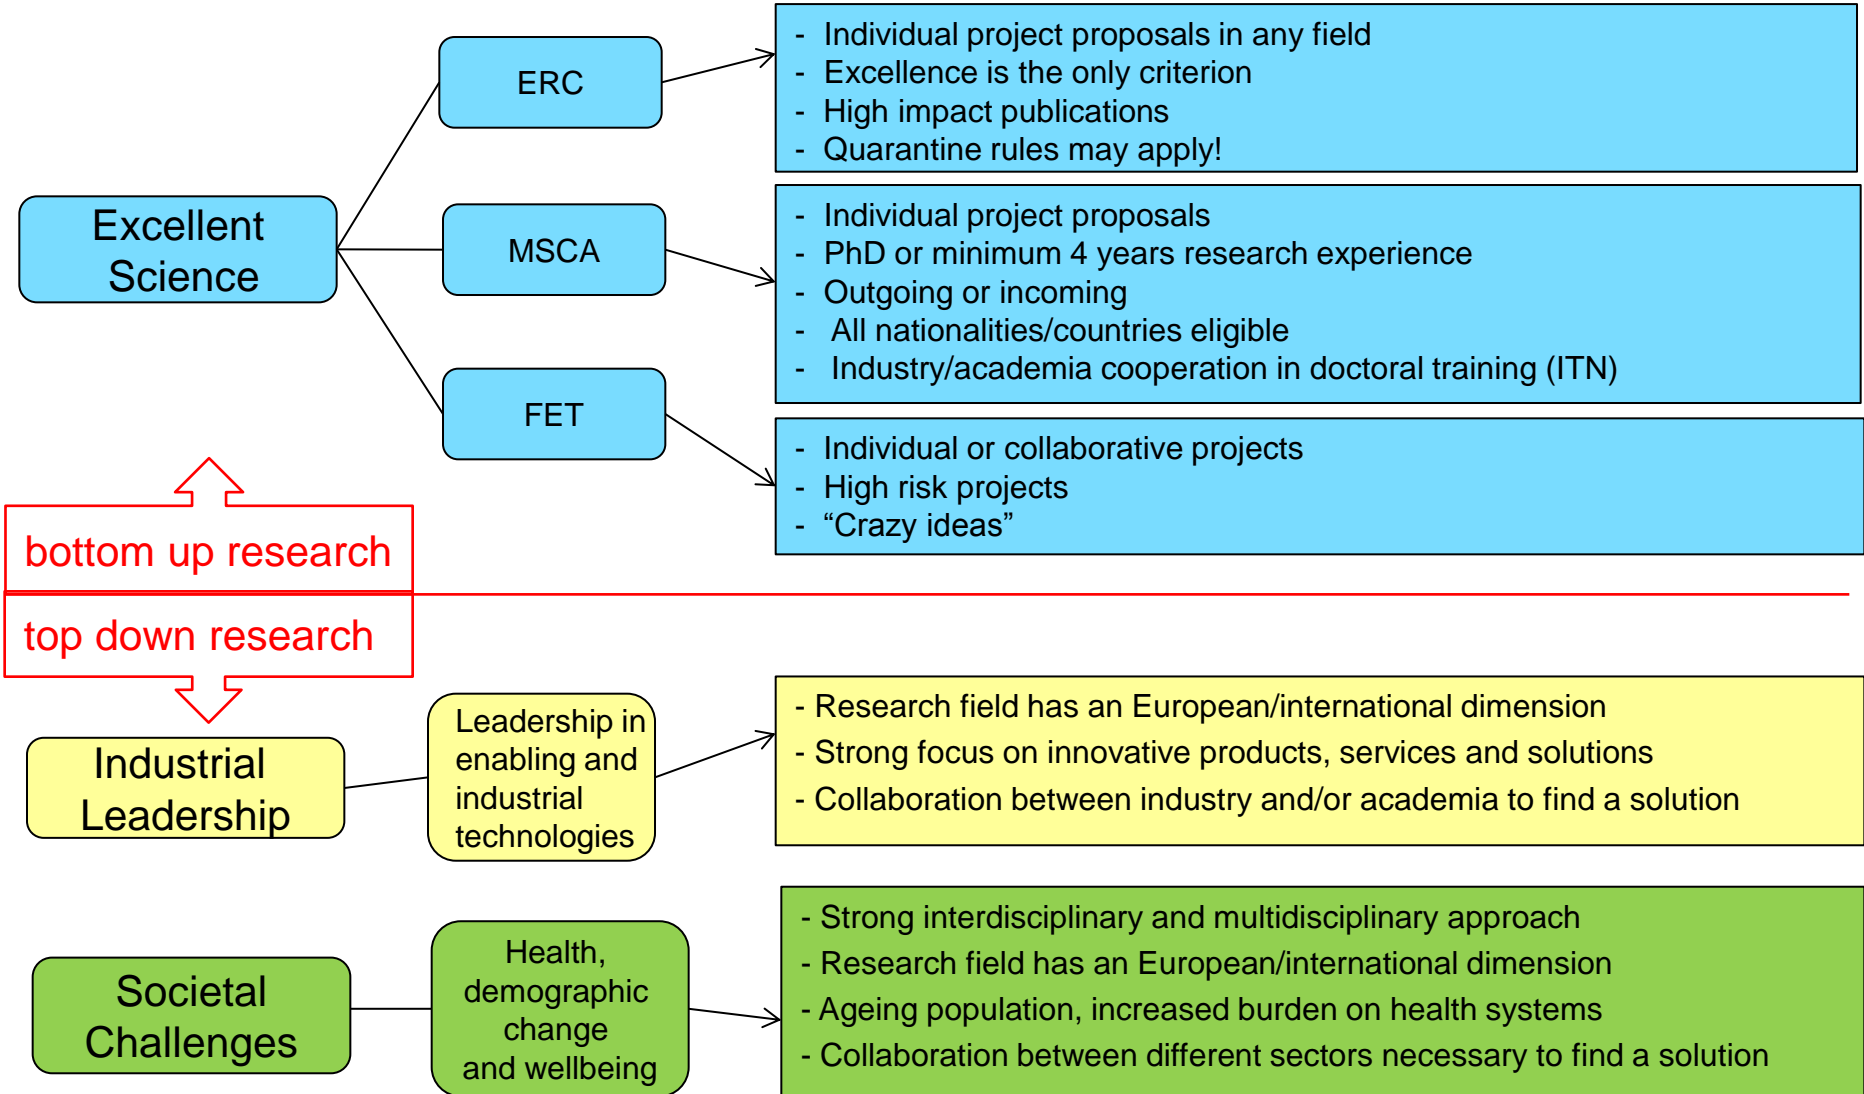 Excellent
Science
ERC
- Individual project proposals in any field
- Excellence is the only criterion
- High impact publications
- Quarantine rules may apply!
MSCA
- Individual project proposals
- PhD or minimum 4 years research experience
- Outgoing or incoming
- All nationalities/countries eligible
- Industry/academia cooperation in doctoral training (ITN)
FET
- Individual or collaborative projects
- High risk projects
- “Crazy ideas”
bottom up research
top down research
Industrial
Leadership
Leadership in
enabling and
industrial
technologies
- Research field has an European/international dimension
- Strong focus on innovative products, services and solutions
- Collaboration between industry and/or academia to find a solution
Societal
Challenges
Health,
demographic
change
and wellbeing
- Strong interdisciplinary and multidisciplinary approach
- Research field has an European/international dimension
- Ageing population, increased burden on health systems
- Collaboration between different sectors necessary to find a solution